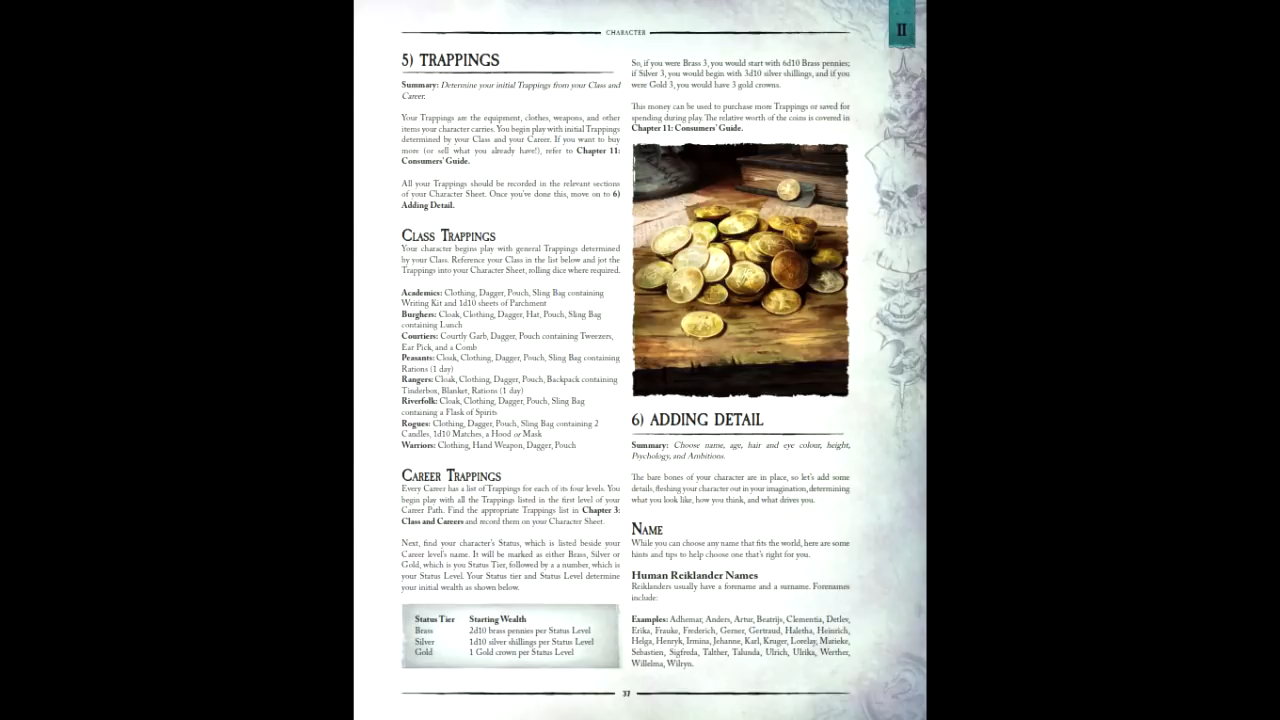 CHARACTER
II
5) TRAPPINGS
Summary: Determine your initial Trappings from your Class and
Career.
Your Trappings are the equipment, clothes, weapons, and other
items your character carries. You begin play with initial Trappings
determined by your Class and your Career. If you want to buy
more (or sell what you already have!), refer to Chapter 11:
Consumers' Guide.
All your Trappings should be recorded in the relevant sections
of your Character Sheet. Once you've done this, move on to 6)
Adding Detail.
CLASS TRAPPINGS
Your character begins play with general Trappings determined
by your Class. Reference your Class in the list below and jot the
Trappings into your Character Sheet, rolling dice where required.
Academics: Clothing, Dagger, Pouch, Sling Bag containing
Writing Kit and 1d10 sheets of Parchment
Burghers: Cloak, Clothing, Dagger, Hat, Pouch, Sling Bag
containing Lunch
Courtiers: Courtly Garb, Dagger, Pouch containing Tweezers,
Ear Pick, and a Comb
Peasants: Cloak, Clothing, Dagger, Pouch, Sling Bag containing
Rations (1 day)
Rangers: Cloak, Clothing, Dagger, Pouch, Backpack containing
Tinderbox, Blanket, Rations (1 day)
Riverfolk: Cloak, Clothing, Dagger, Pouch, Sling Bag
containing a Flask of Spirits
Rogues: Clothing, Dagger, Pouch, Sling Bag containing 2
Candles, 1d10 Matches, a Hood or Mask
Warriors: Clothing, Hand Weapon, Dagger, Pouch
CAREER TRAPPINGS
Every Career has a list of Trappings for each of its four levels. You
begin play with all the Trappings listed in the first level of your
Career Path. Find the appropriate Trappings list in Chapter 3:
Class and Careers and record them on your Character Sheet.
Next, find your character's Status, which is listed beside your
Career level's name. It will be marked as either Brass, Silver or
Gold, which is you Status Tier, followed by a a number, which is
your Status Level. Your Status tier and Status Level determine
your initial wealth as shown below.
Status Tier Starting Wealth
Brass 2d10 brass pennies per Status Level
Silver 1d10 silver shillings per Status Level
Gold 1 Gold crown per Status Level
So, if you were Brass 3, you would start with 6d10 Brass pennies;
if Silver 3, you would begin with 3d10 silver shillings, and if you
were Gold 3, you would have 3 gold crowns.
This money can be used to purchase more Trappings or saved for
spending during play. The relative worth of the coins is covered in
Chapter 11: Consumers' Guide.
6) ADDING DETAIL
Summary: Choose name, age, hair and eye colour, height,
Psychology, and Ambitions.
The bare bones of your character are in place, so let's add some
details, fleshing your character out in your imagination, determining
what you look like, how you think, and what drives you.
NAME
While you can choose any name that fits the world, here are some
hints and tips to help choose one that's right for you.
Human Reiklander Names
Reiklanders usually have a forename and a surname. Forenames
include:
Examples: Adhemar, Anders, Artur, Beatrijs, Clementia, Detlev,
Erika, Frauke, Frederich, Gerner, Gertraud, Haletha, Heinrich,
Helga, Henryk, Irmina, Jehanne, Karl, Kruger, Lorelay, Marieke,
Sebastien, Sigfreda, Talther, Talunda, Ulrich, Ulrika, Werther,
Willelma, Wilryn.
37